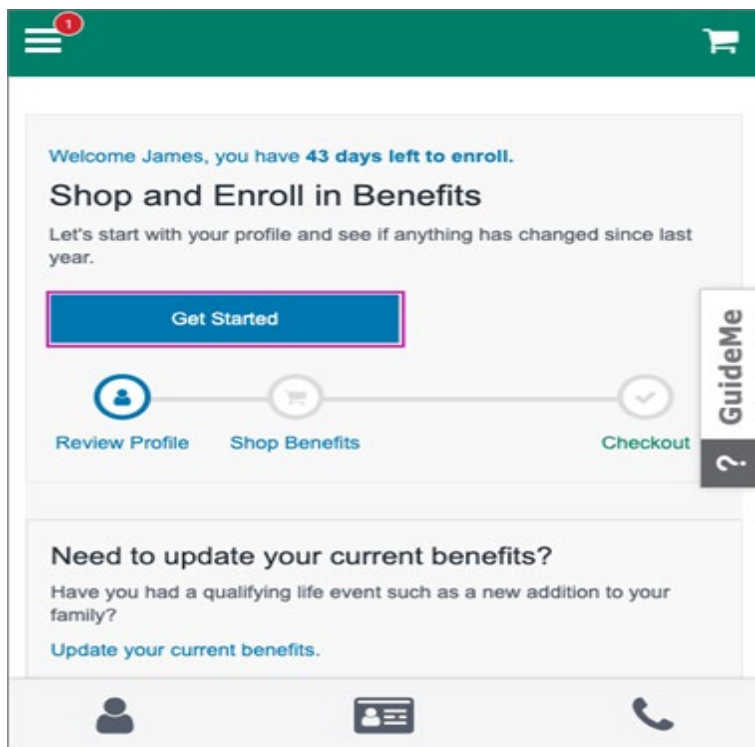 1
Welcome James, you have 43 days left to enroll.
Shop and Enroll in Benefits
Let's start with your profile and see if anything has changed since last
year.
Get Started
Review Profile
Shop Benefits
Checkout
GuideMe
?
Need to update your current benefits?
Have you had a qualifying life event such as a new addition to your
family?
Update your current benefits.